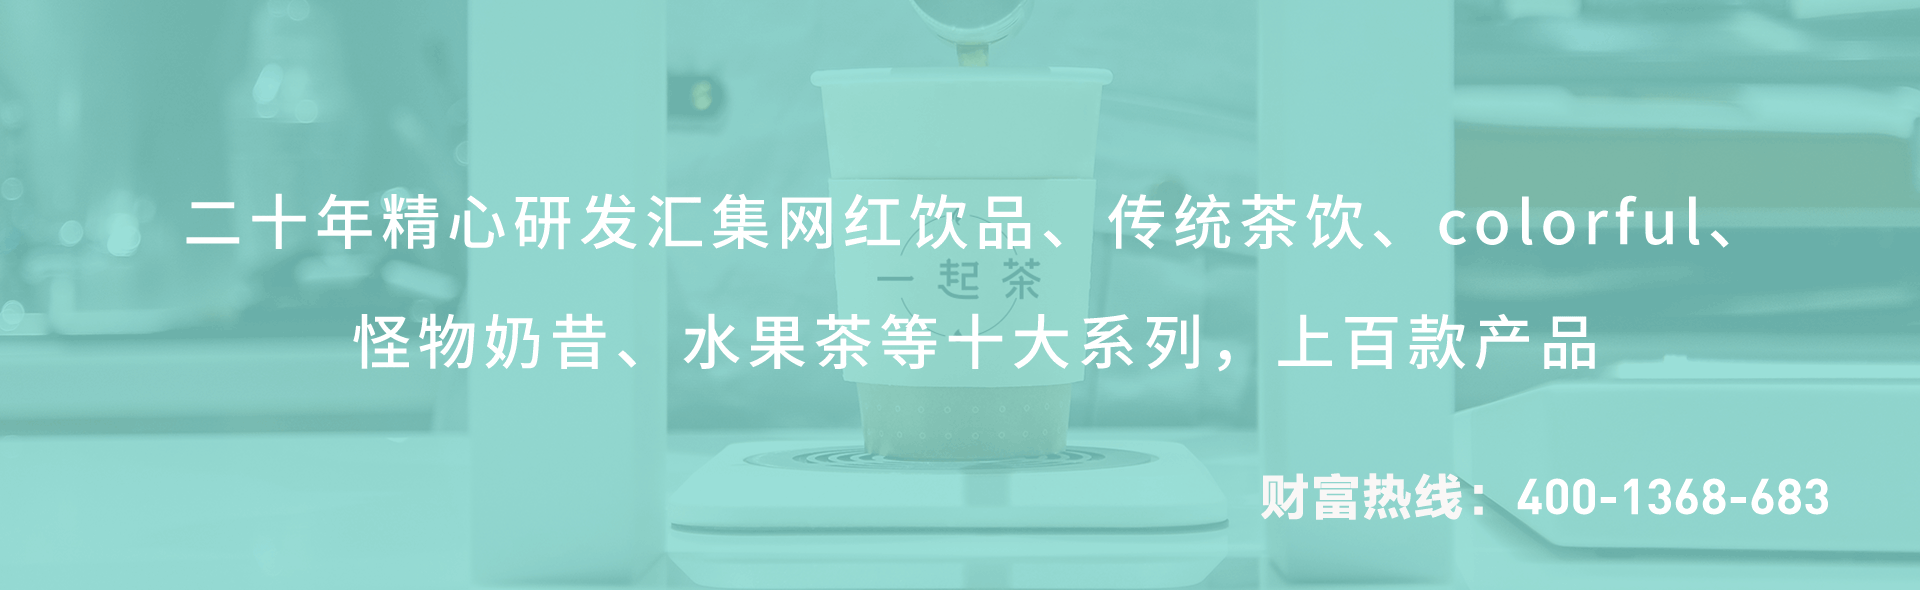 二十年精心研发汇集网红饮品、传统茶饮、colorful、
一起茶
怪物奶昔、水果茶等十大系列，上百款产品
财富热线：400-1368-683